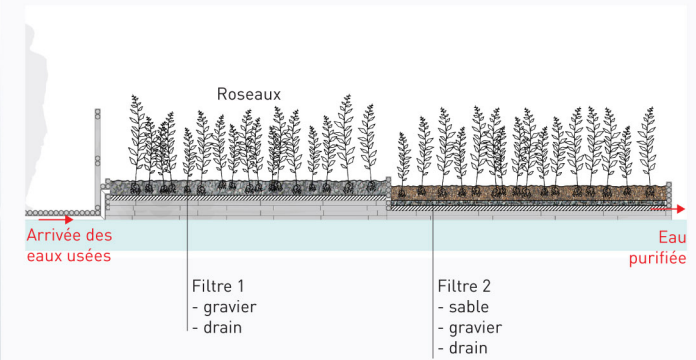 Roseaux
Arrivée des
eaux usées
Eau
purifiée
Filtre 1
- gravier
- drain
Filtre 2
- sable
- gravier
- drain